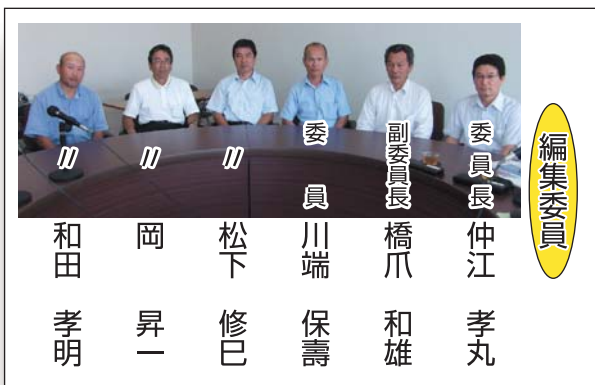 編集委員
委員長
仲江 孝丸
副委員長
橋爪 和雄
委員
川端 保壽
〃
松下 修巳
〃
岡 昇一
〃
和田 孝明